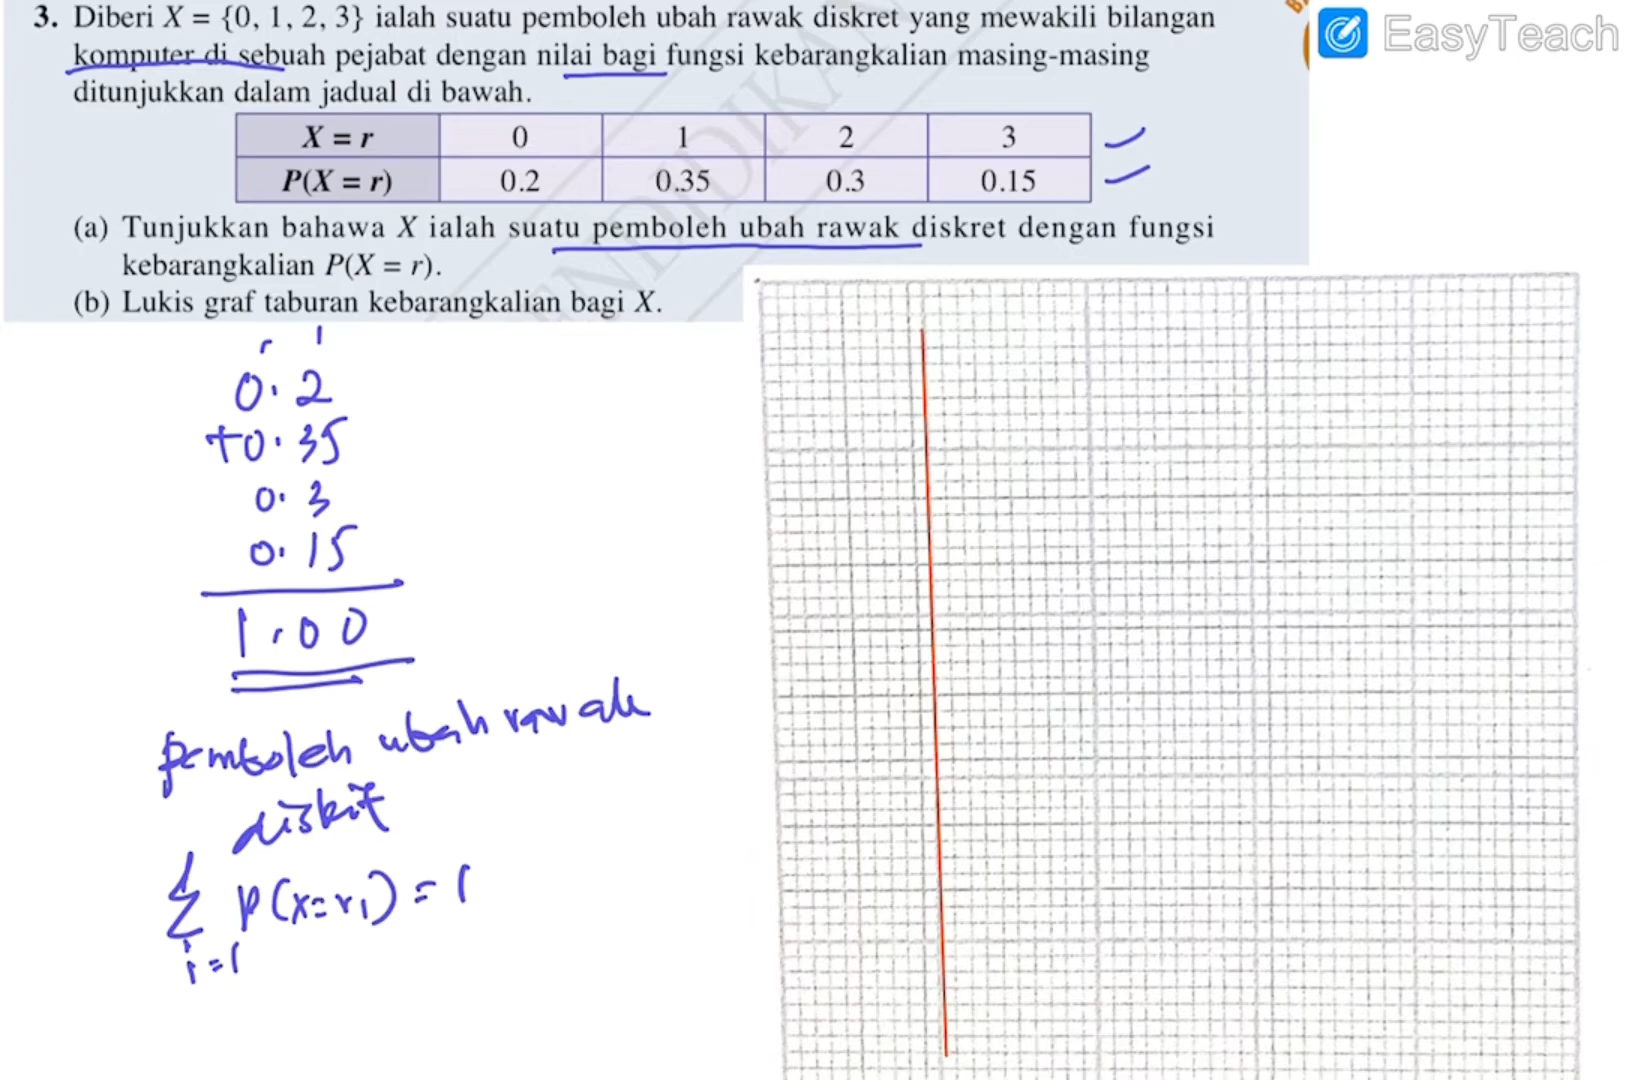 3. Diberi X = {0, 1, 2, 3} ialah suatu pemboleh ubah rawak diskret yang mewakili bilangan
komputer di sebuah pejabat dengan nilai bagi fungsi kebarangkalian masing-masing
ditunjukkan dalam jadual di bawah.
EasyTeach
X = r 0 1 2 3
P(X = r) 0.2 0.35 0.3 0.15
(a) Tunjukkan bahawa X ialah suatu pemboleh ubah rawak diskret dengan fungsi
kebarangkalian P(X = r).
(b) Lukis graf taburan kebarangkalian bagi X.
0.2
+0.35
0.3
0.15
1.00
pemboleh ubah rawak
P(x=r₁) = 1
i=1